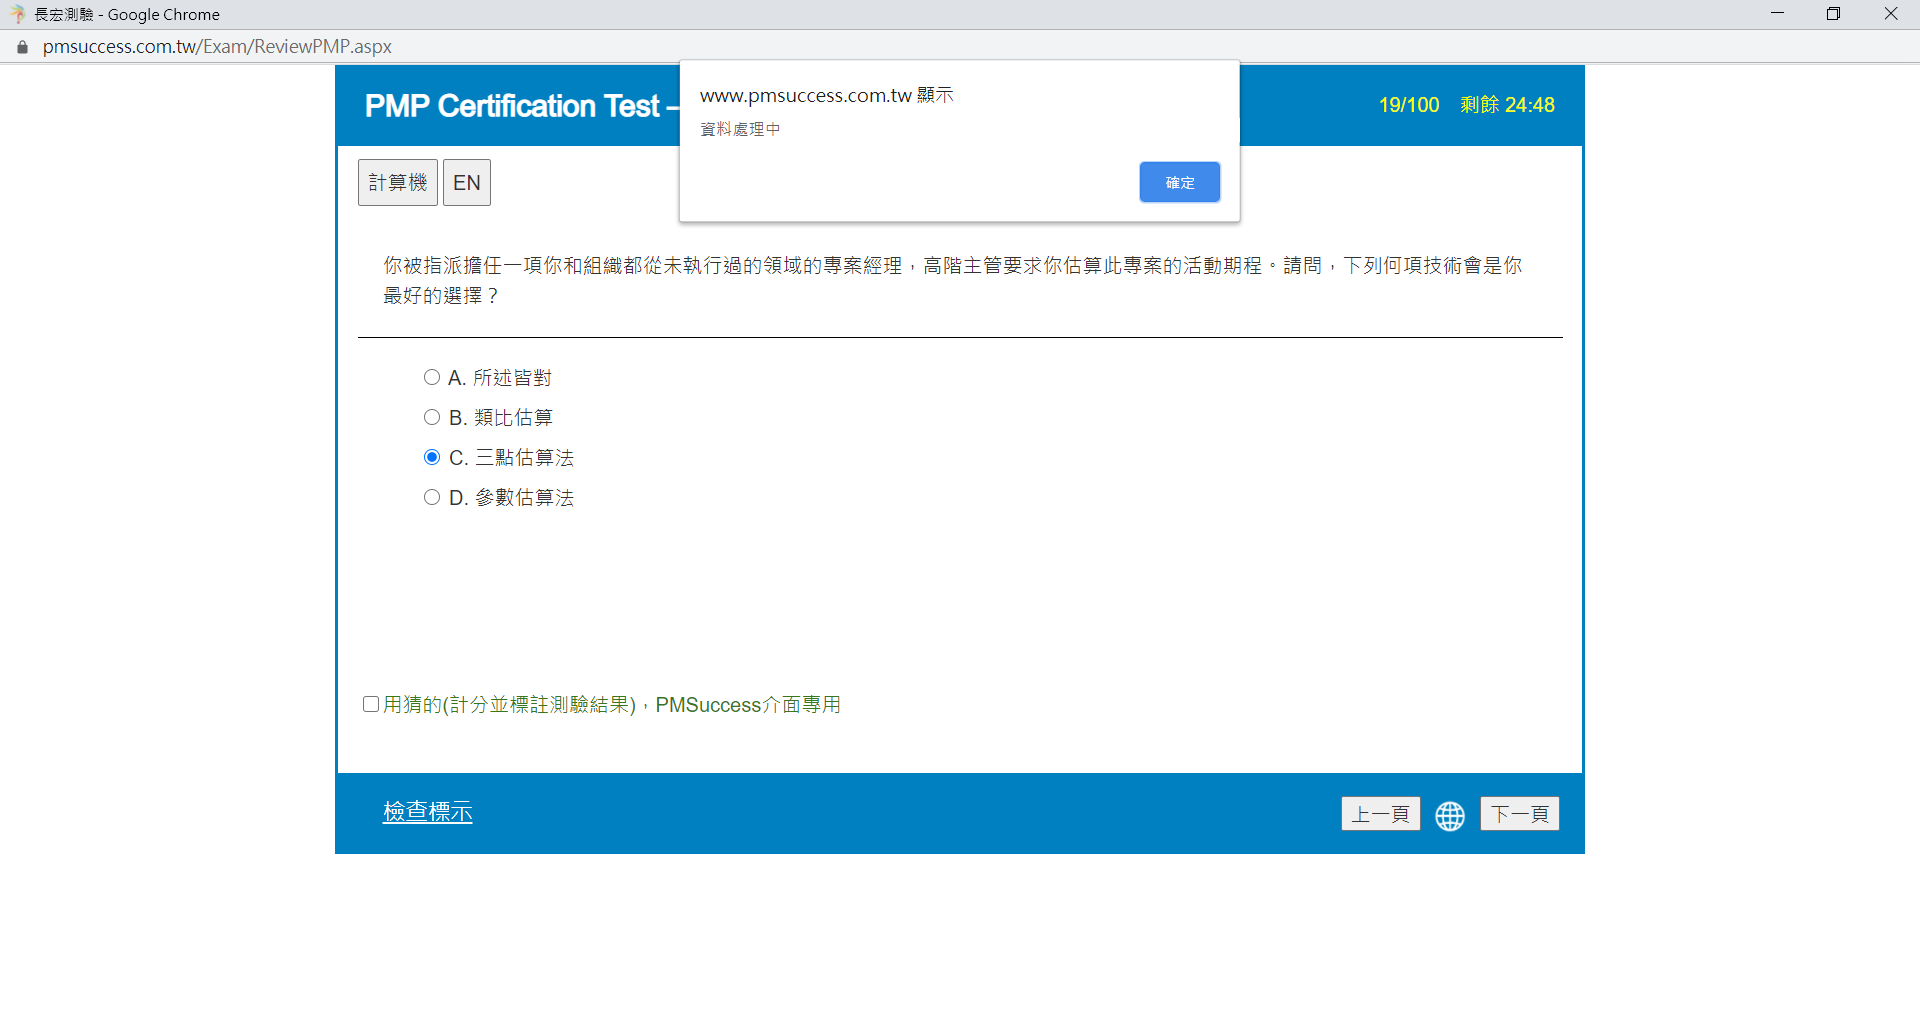 長宏測驗 - Google Chrome
pmsuccess.com.tw/Exam/ReviewPMP.aspx
PMP Certification Test –
www.pmsuccess.com.tw 顯示
資料處理中
確定
19/100 剩餘 24:48
計算機 EN
你被指派擔任一項你和組織都從未執行過的領域的專案經理，高階主管要求你估算此專案的活動期程。請問，下列何項技術會是你
最好的選擇？
A. 所述皆對
B. 類比估算
C. 三點估算法
D. 參數估算法
用猜的(計分並標註測驗結果)，PMSuccess介面專用
檢查標示
上一頁 下一頁